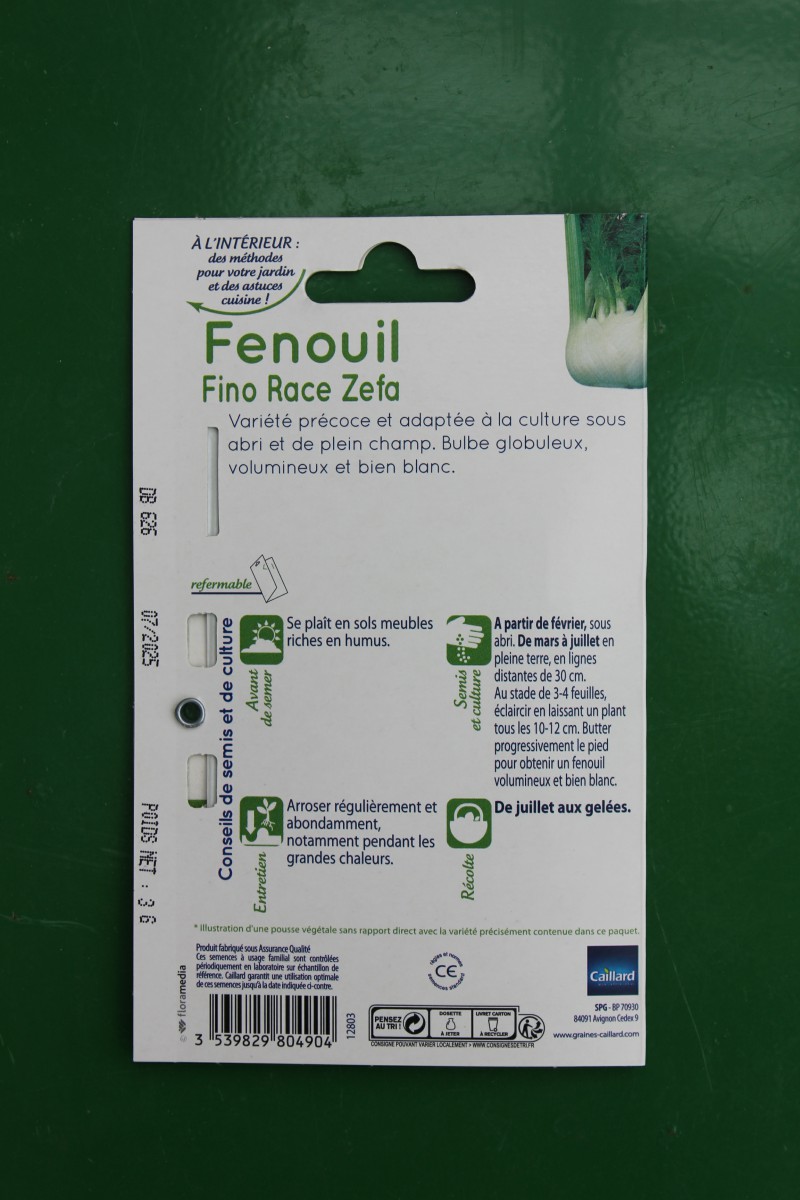 À L'INTÉRIEUR :
des méthodes
pour votre jardin
et des astuces
cuisine !
Fenouil
Fino Race Zefa
Variété précoce et adaptée à la culture sous
abri et de plein champ. Bulbe globuleux,
volumineux et bien blanc.
DB 626
07/2025
POIDS NET : 3 G
refermable
Conseils de semis et de culture
Avant
de semer
Se plaît en sols meubles
riches en humus.
Semis
et culture
A partir de février, sous
abri. De mars à juillet en
pleine terre, en lignes
distantes de 30 cm.
Au stade de 3-4 feuilles,
éclaircir en laissant un plant
tous les 10-12 cm. Butter
progressivement le pied
pour obtenir un fenouil
volumineux et bien blanc.
Entretien
Arroser régulièrement et
abondamment,
notamment pendant les
grandes chaleurs.
Récolte
De juillet aux gelées.
* Illustration d'une pousse végétale sans rapport direct avec la variété précisément contenue dans ce paquet.
Produit fabriqué sous Assurance Qualité
Ces semences à usage familial sont contrôlées
périodiquement en laboratoire sur échantillon de
référence. Caillard garantit une utilisation optimale
de ces semences jusqu'à la date indiquée ci-contre.
règles et normes
CE
semences standard
Caillard
SPG - BP 70930
84091 Avignon Cedex 9
www.graines-caillard.com
© floramedia
3 539829 804904
12803
PENSEZ
AU TRI !
DOSETTE
À JETER
LIVRET CARTON
À RECYCLER
CONSIGNE POUVANT VARIER LOCALEMENT > WWW.CONSIGNESDETRI.FR